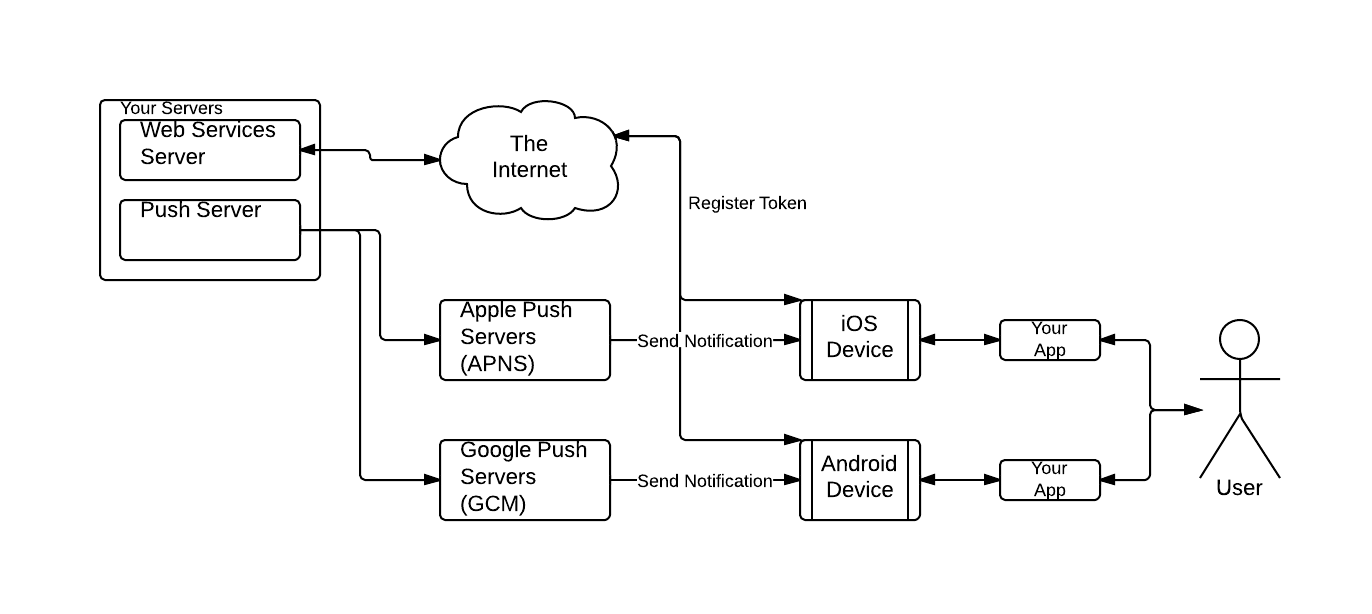 Your Servers
Web Services
Server
Push Server
The
Internet
Register Token
Apple Push
Servers
(APNS)
Send Notification
iOS
Device
Your
App
Google Push
Servers
(GCM)
Send Notification
Android
Device
Your
App
User